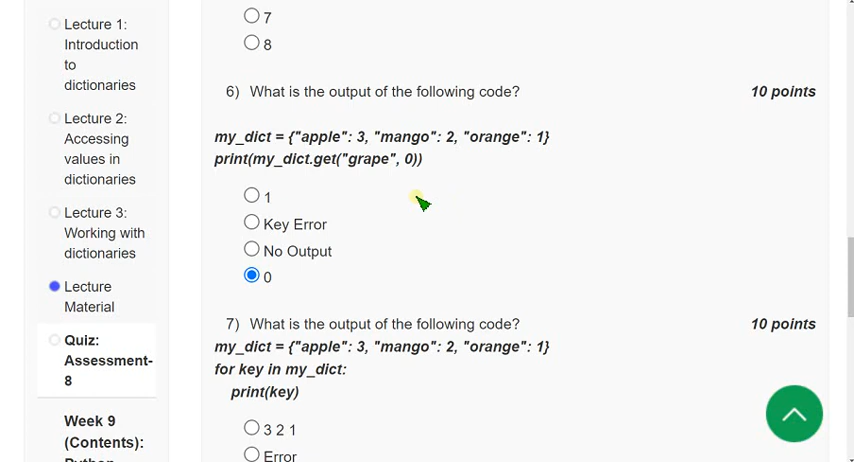 Lecture 1:
Introduction
to
dictionaries
Lecture 2:
Accessing
values in
dictionaries
Lecture 3:
Working with
dictionaries
Lecture
Material
Quiz:
Assessment-
8
Week 9
(Contents):
7
8
6) What is the output of the following code? 10 points
my_dict = {"apple": 3, "mango": 2, "orange": 1}
print(my_dict.get("grape", 0))
1
Key Error
No Output
0
7) What is the output of the following code? 10 points
my_dict = {"apple": 3, "mango": 2, "orange": 1}
for key in my_dict:
print(key)
3 2 1
Error